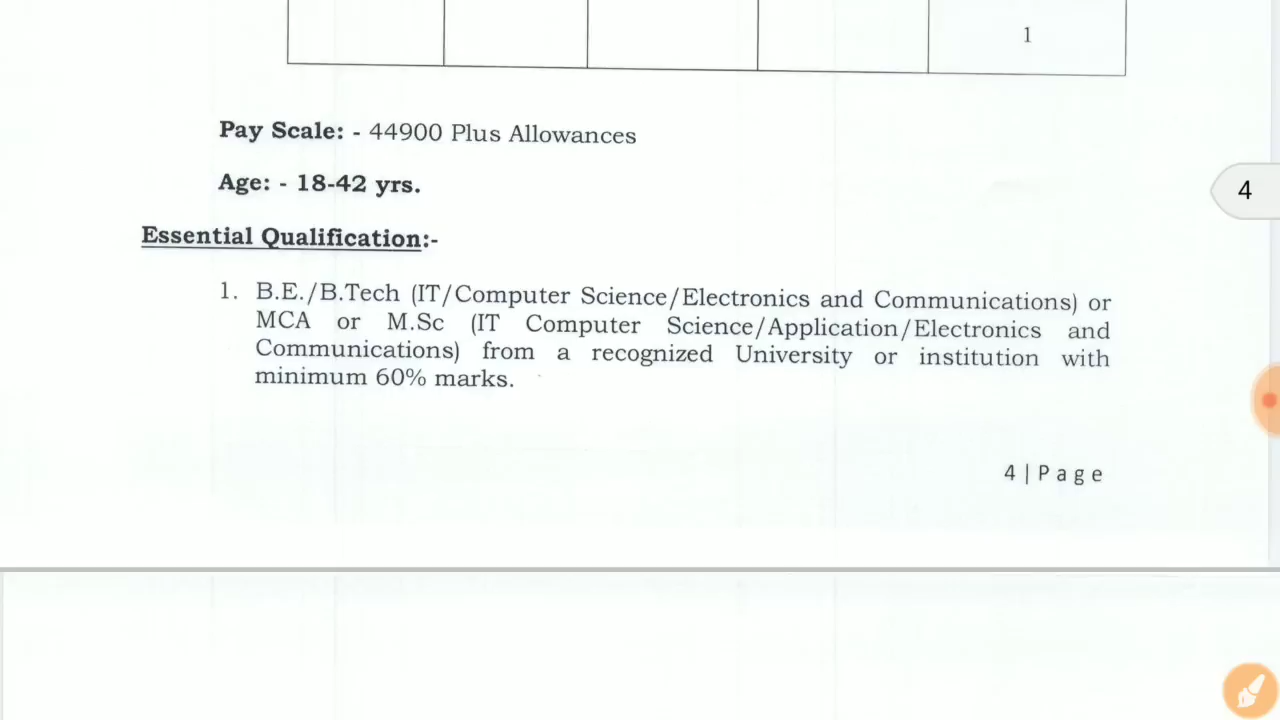 1
Pay Scale: - 44900 Plus Allowances
Age: - 18-42 yrs.
4
Essential Qualification:-
1. B.E./B.Tech (IT/Computer Science/Electronics and Communications) or
MCA or M.Sc (IT Computer Science/Application/Electronics and
Communications) from a recognized University or institution with
minimum 60% marks.
4 | P a g e